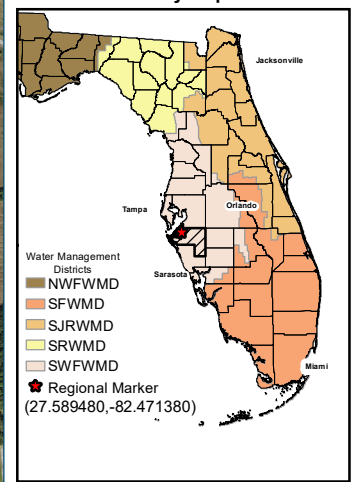 Jacksonville
Tampa
Orlando
Water Management
Districts
Sarasota
NWFWMD
SFWMD
SJRWMD
SRWMD
SWFWMD
Miami
Regional Marker
(27.589480,-82.471380)